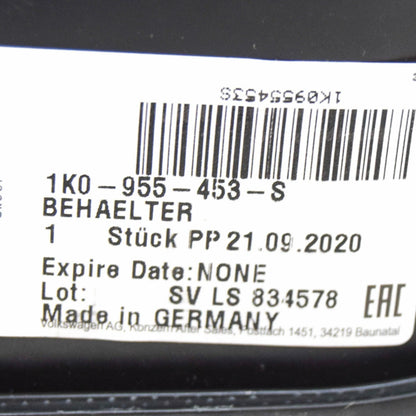 1K0955453S
1K0-955-453-S
BEHAELTER
1 Stück PP 21.09.2020
Expire Date:NONE
Lot: SV LS 834578
Made in GERMANY
EAC
Volkswagen AG, Konzern After Sales, Postfach 1451, 34219 Baunatal